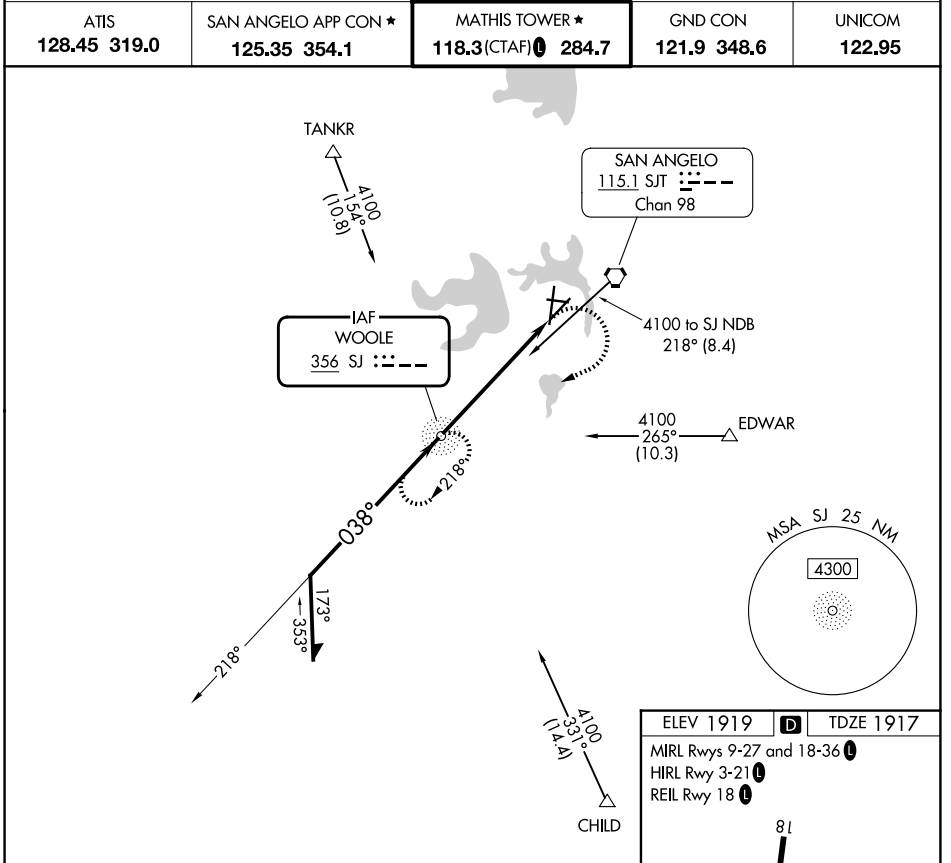 ATIS
128.45 319.0
SAN ANGELO APP CON ★
125.35 354.1
MATHIS TOWER ★
118.3 (CTAF) L 284.7
GND CON
121.9 348.6
UNICOM
122.95
TANKR
4100
154°
(10.8)
SAN ANGELO
115.1 SJT
Chan 98
IAF
WOOLE
356 SJ
4100 to SJ NDB
218° (8.4)
4100
265°
(10.3)
EDWAR
218°
038°
173°
353°
218°
MSA SJ 25 NM
4300
4100
331°
(14.4)
CHILD
ELEV 1919 D TDZE 1917
MIRL Rwys 9-27 and 18-36 L
HIRL Rwy 3-21 L
REIL Rwy 18 L
18